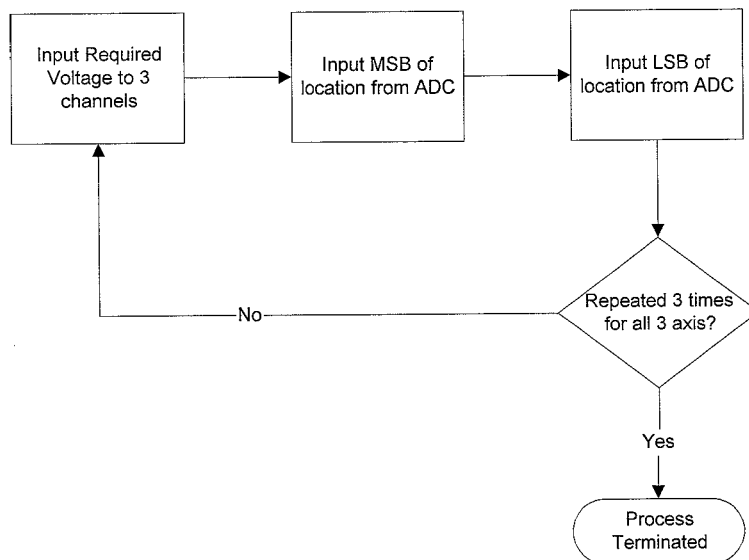 Input Required
Voltage to 3
channels
Input MSB of
location from ADC
Input LSB of
location from ADC
Repeated 3 times
for all 3 axis?
No
Yes
Process
Terminated